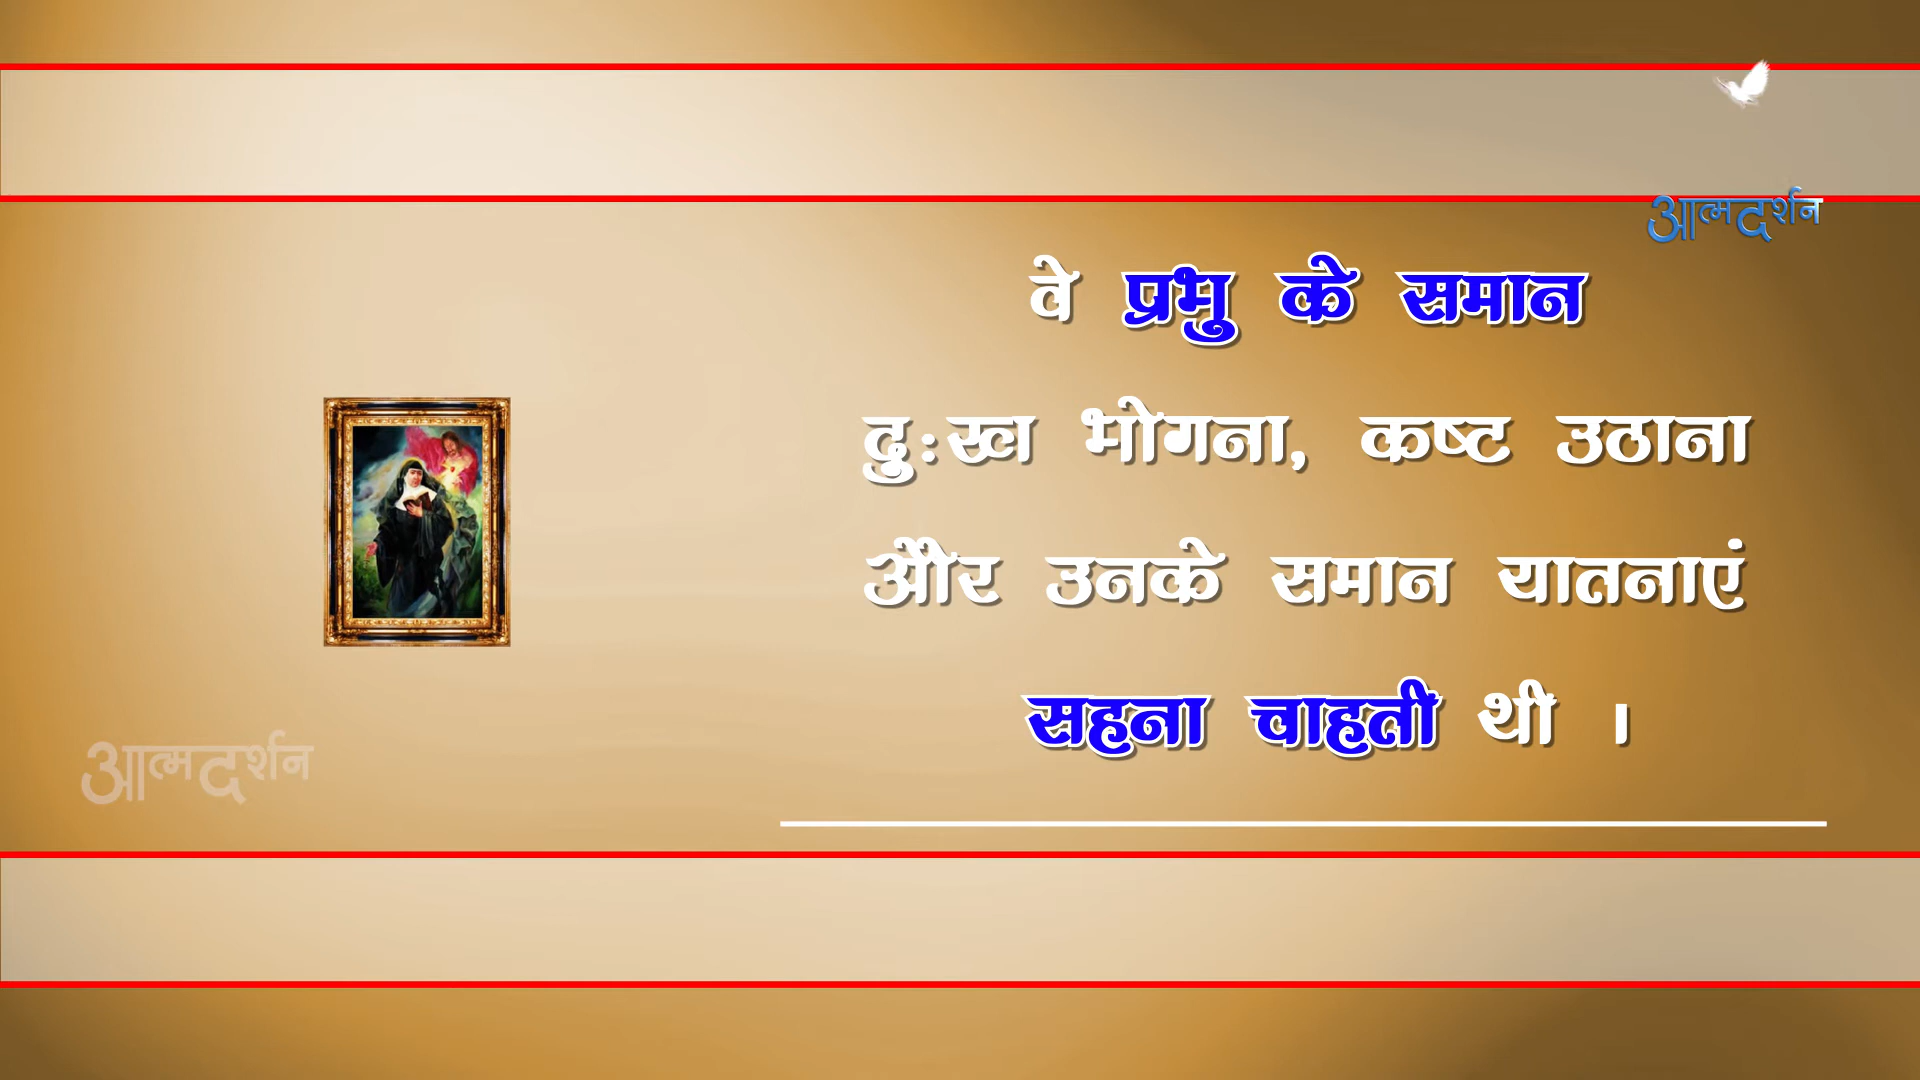 आत्मदर्शन
वे प्रभु के समान
दुःख भोगना, कष्ट उठाना
और उनके समान यातनाएं
सहना चाहती थी ।
आत्मदर्शन